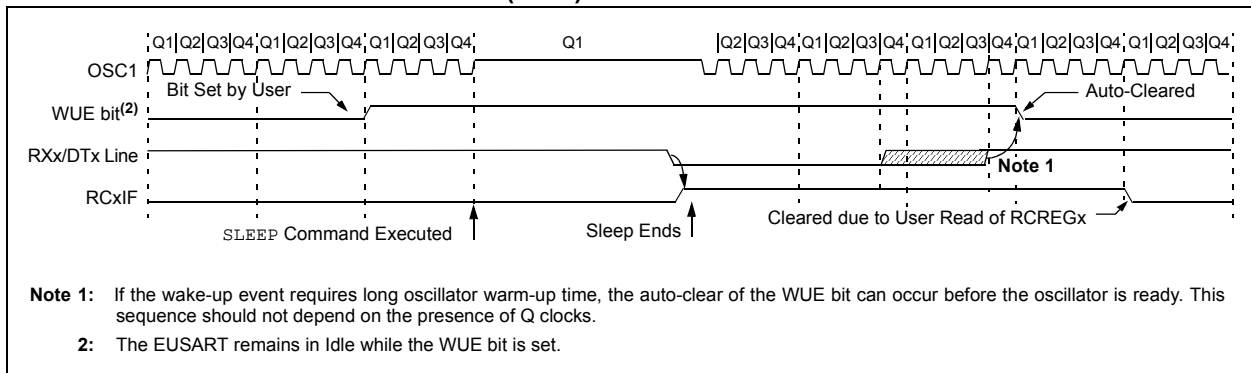 Q1 Q2 Q3 Q4 Q1 Q2 Q3 Q4 Q1 Q2 Q3 Q4 Q1 Q2 Q3 Q4 Q1 Q2 Q3 Q4 Q1 Q2 Q3 Q4 Q1 Q2 Q3 Q4
OSC1
Bit Set by User
Auto-Cleared
WUE bit(2)
RXx/DTx Line
Note 1
RCxIF
Cleared due to User Read of RCREGx
SLEEP Command Executed
Sleep Ends
Note 1: If the wake-up event requires long oscillator warm-up time, the auto-clear of the WUE bit can occur before the oscillator is ready. This
sequence should not depend on the presence of Q clocks.
2: The EUSART remains in Idle while the WUE bit is set.